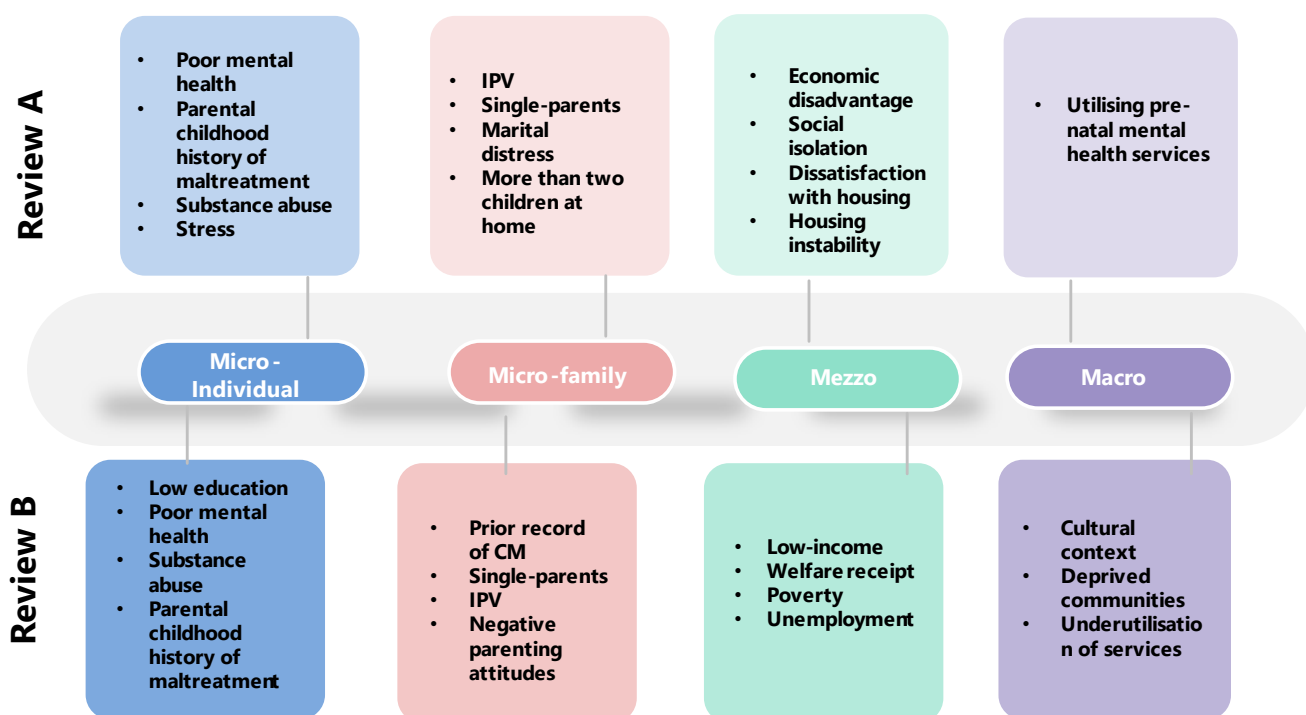 Review A
• Poor mental
health
• Parental
childhood
history of
maltreatment
• Substance abuse
• Stress
• IPV
• Single-parents
• Marital
distress
• More than two
children at
home
• Economic
disadvantage
• Social
isolation
• Dissatisfaction
with housing
• Housing
instability
• Utilising pre-
natal mental
health services
Micro-
Individual
Micro-family
Mezzo
Macro
Review B
• Low education
• Poor mental
health
• Substance
abuse
• Parental
childhood
history of
maltreatment
• Prior record
of CM
• Single-parents
• IPV
• Negative
parenting
attitudes
• Low-income
• Welfare receipt
• Poverty
• Unemployment
• Cultural
context
• Deprived
communities
• Underutilisatio
n of services